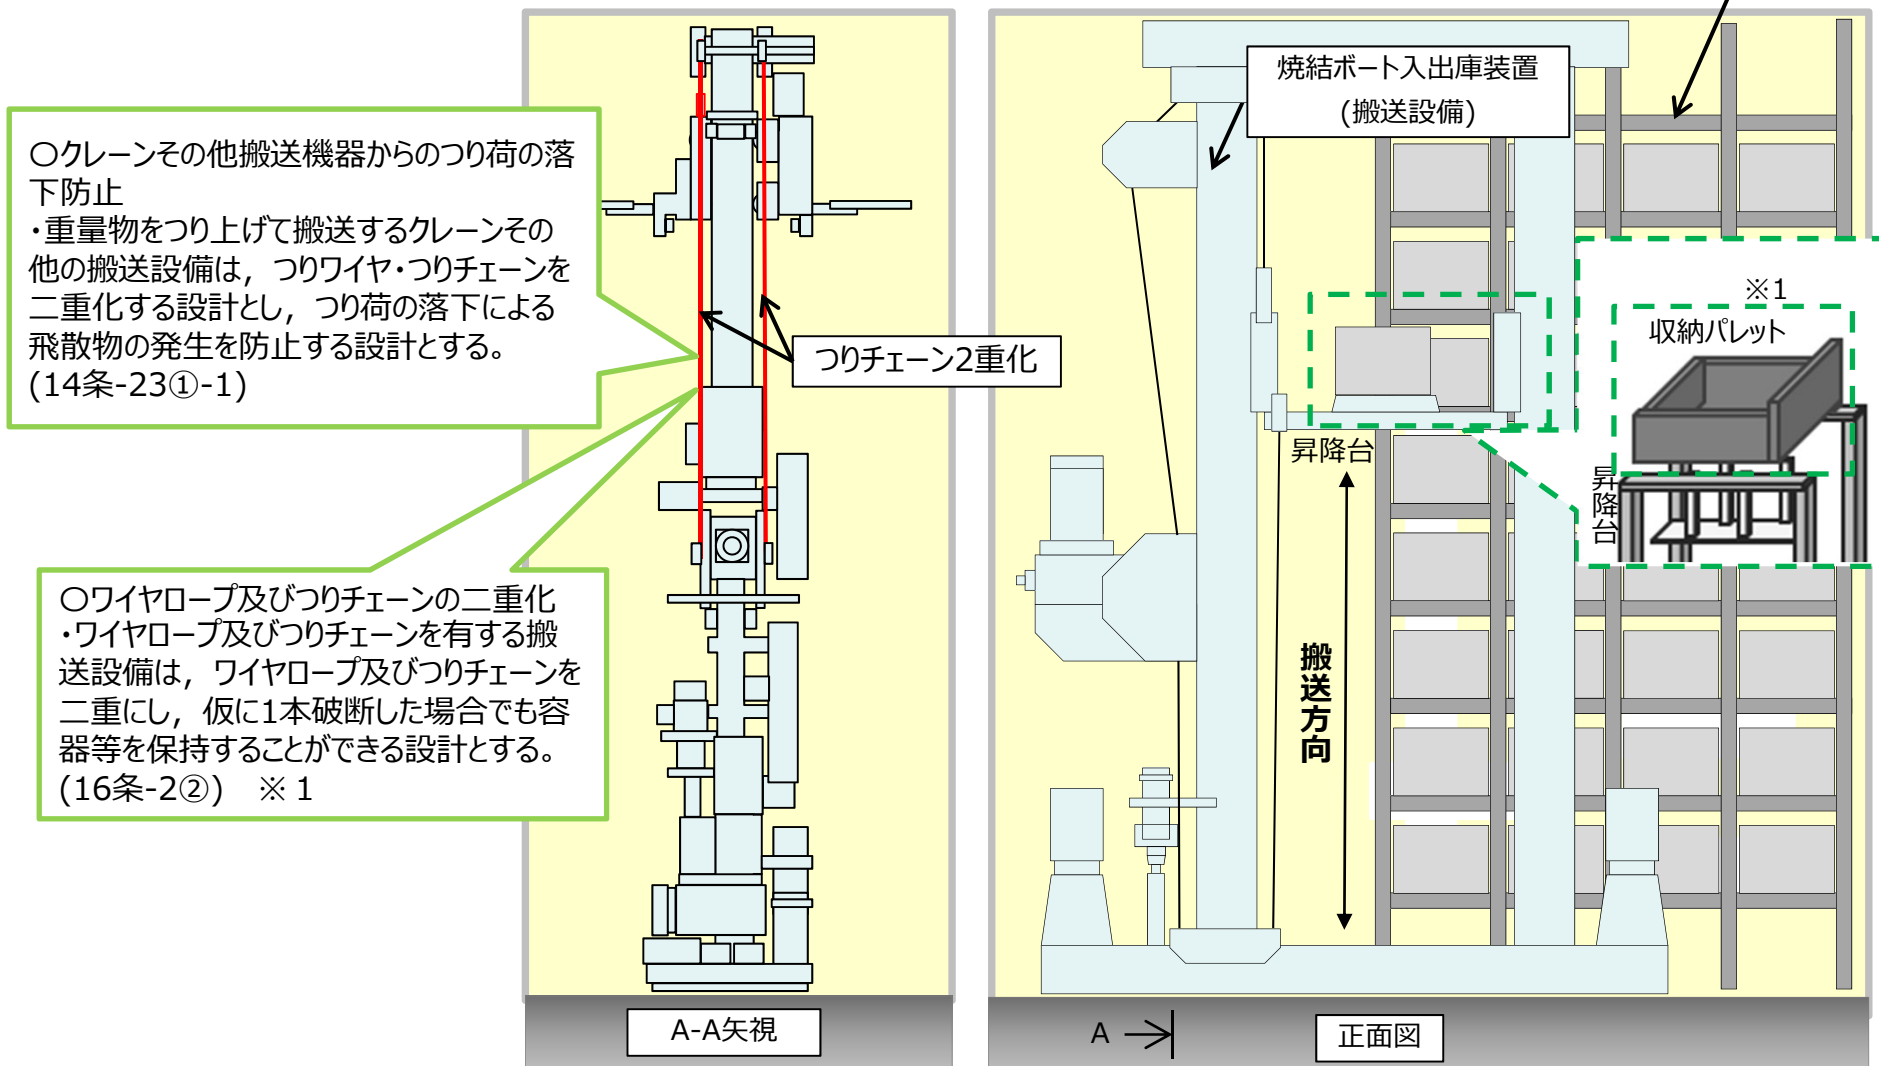 〇クレーンその他搬送機器からのつり荷の落
下防止
・重量物をつり上げて搬送するクレーンその
他の搬送設備は，つりワイヤ・つりチェーンを
二重化する設計とし，つり荷の落下による
飛散物の発生を防止する設計とする。
(14条-23①-1)
つりチェーン2重化
〇ワイヤロープ及びつりチェーンの二重化
・ワイヤロープ及びつりチェーンを有する搬
送設備は，ワイヤロープ及びつりチェーンを
二重にし，仮に1本破断した場合でも容
器等を保持することができる設計とする。
(16条-2②)　※１
A-A矢視
焼結ボート入出庫装置
(搬送設備)
※1
収納パレット
昇降台
昇降台
搬送方向
A
正面図